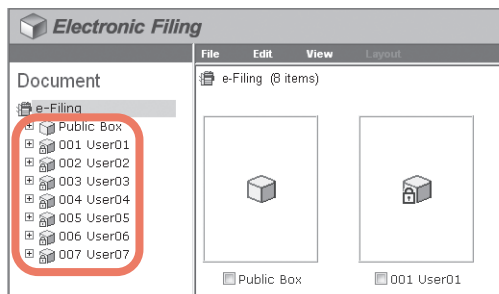 Electronic Filing
File Edit View Layout
Document
e-Filing
Public Box
001 User01
002 User02
003 User03
004 User04
005 User05
006 User06
007 User07
e-Filing (8 items)
Public Box
001 User01